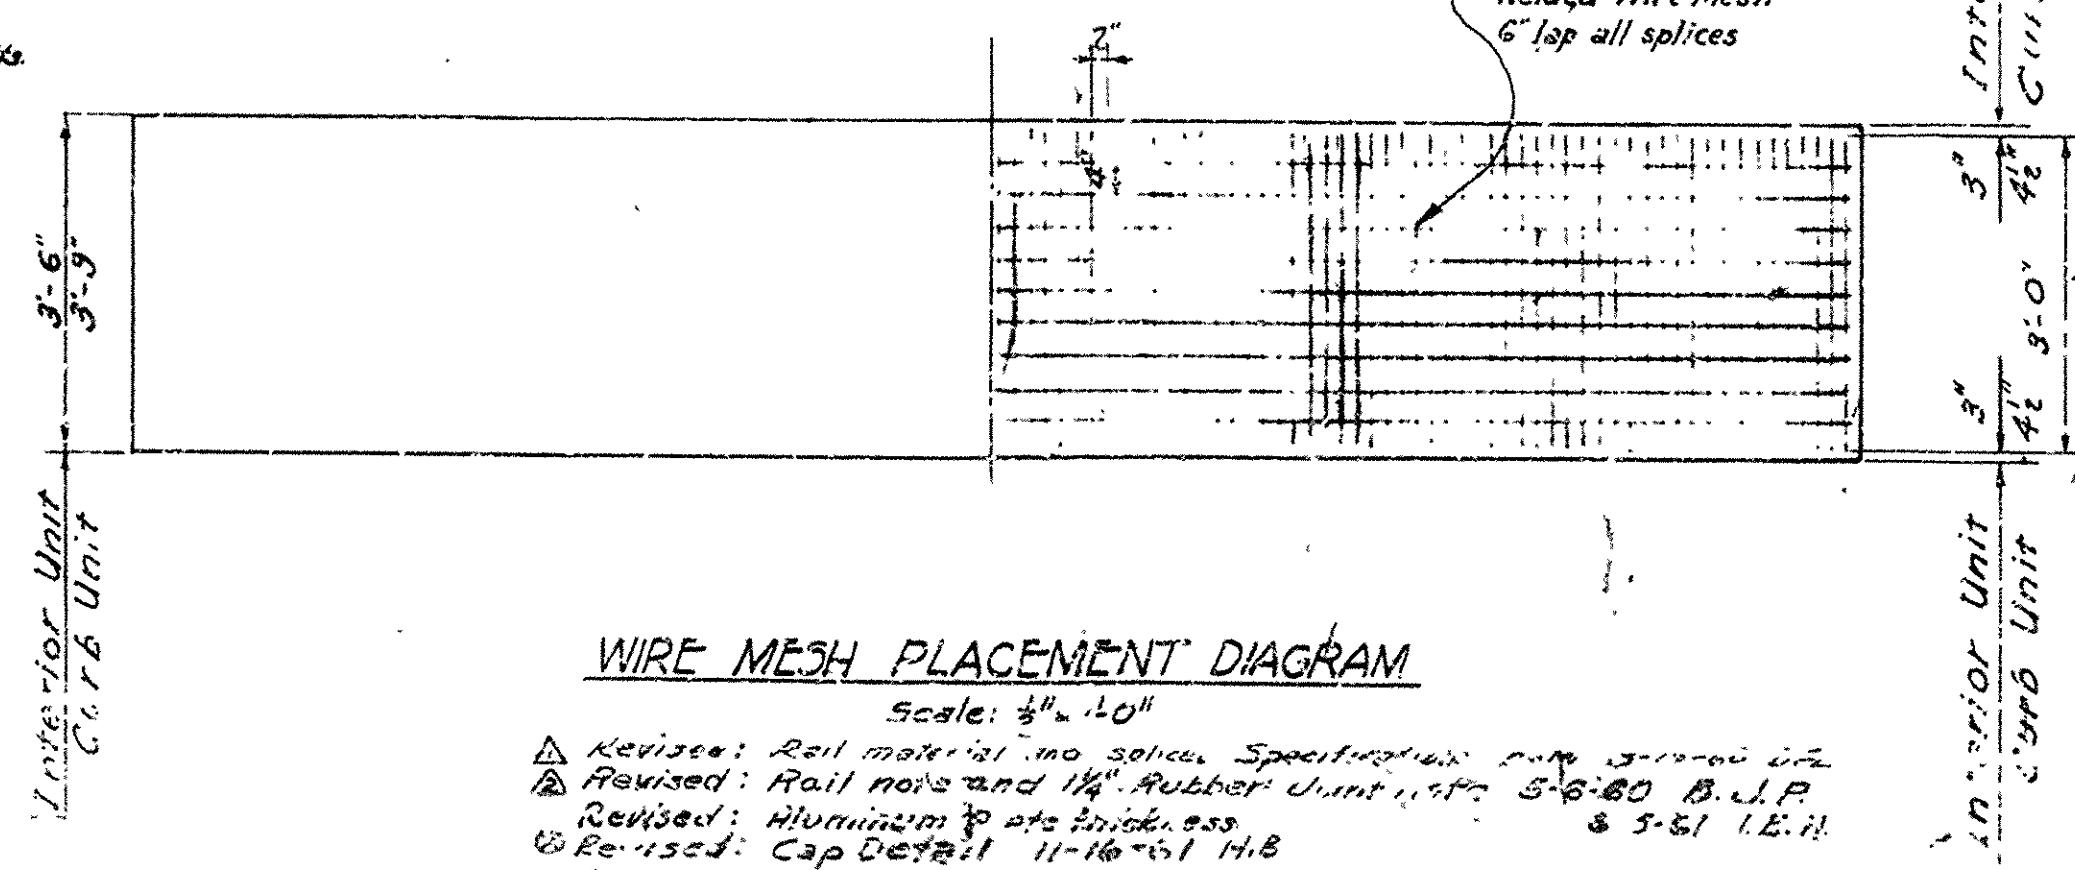 Wire Mesh
6" lap all splices
2"
4"
3'-6"
3'-9"
3"
4½"
3'-0"
3"
4½"
Interior Unit
Curb Unit
Interior Unit
Curb Unit
WIRE MESH PLACEMENT DIAGRAM
Scale: 1'-0"
1 Revised: Rail material splice Specification
2 Revised: Rail note and 1¼" Rubber Joint 5-6-60 B.J.P.
Revised: Aluminum thickness
Revised: Cap Detail 11-16-61 H.B